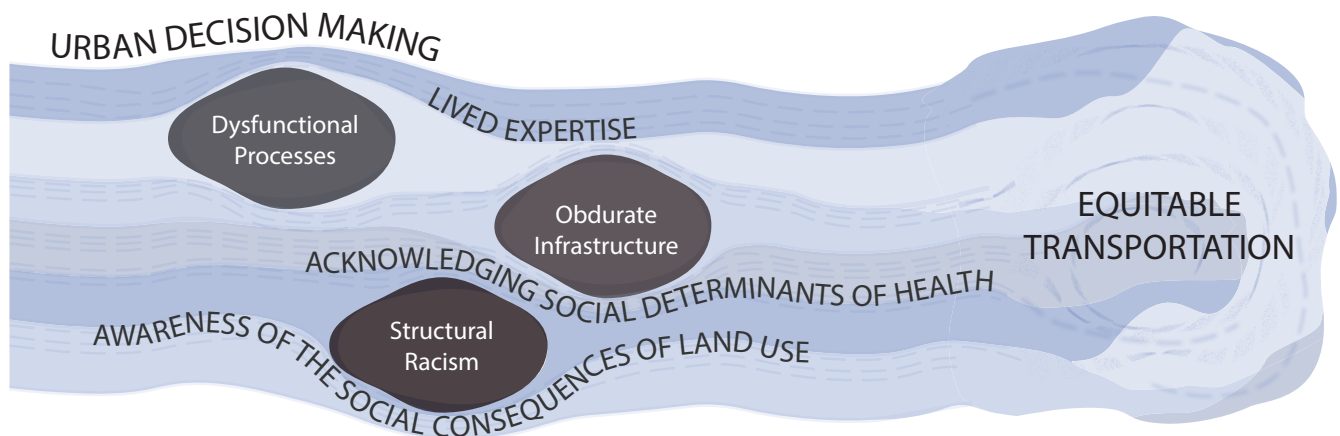 URBAN DECISION MAKING
LIVED EXPERTISE
Dysfunctional
Processes
Obdurate
Infrastructure
ACKNOWLEDGING SOCIAL DETERMINANTS OF HEALTH
Structural
Racism
AWARENESS OF THE SOCIAL CONSEQUENCES OF LAND USE
EQUITABLE
TRANSPORTATION